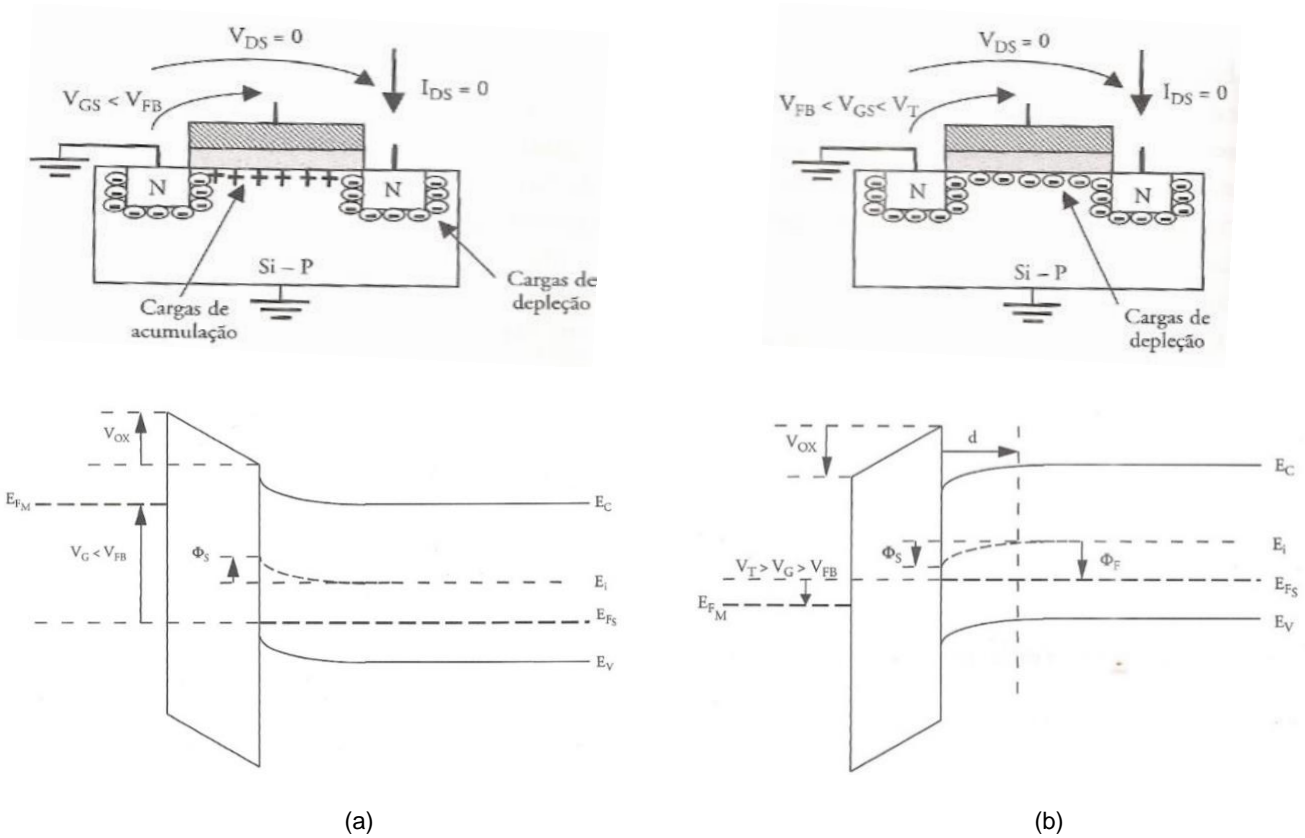 V_DS = 0
V_GS < V_FB
I_DS = 0
N
+ + + + + +
N
Si – P
Cargas de
acumulação
Cargas de
depleção
V_OX
E_FM
V_G < V_FB
Φ_S
E_C
E_i
E_FS
E_V
(a)
V_DS = 0
V_FB < V_GS < V_T
I_DS = 0
N
N
Si – P
Cargas de
depleção
V_OX
d
E_C
Φ_S
E_i
Φ_F
V_T > V_G > V_FB
E_FS
E_FM
E_V
(b)